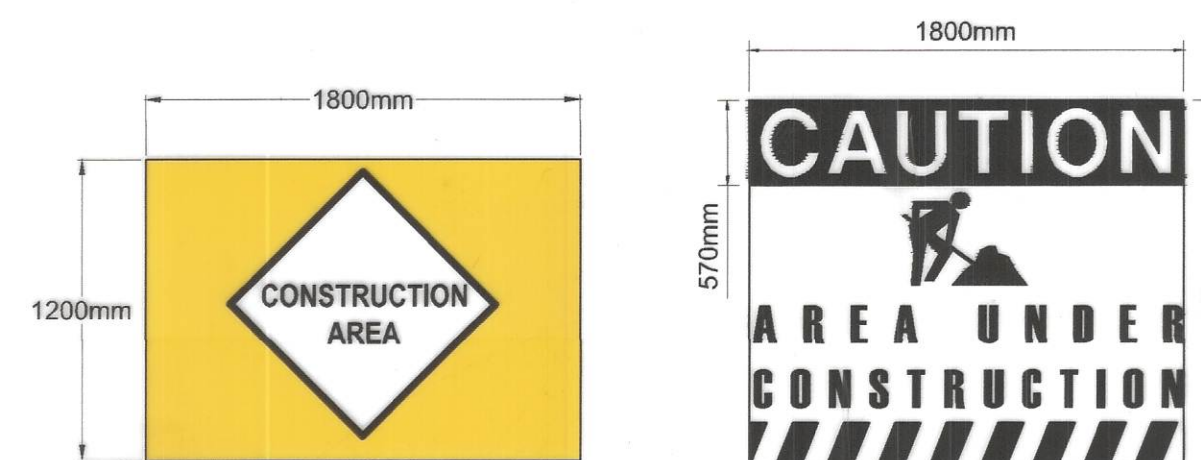 1800mm
1200mm
CONSTRUCTION
AREA
1800mm
570mm
CAUTION
AREA UNDER
CONSTRUCTION